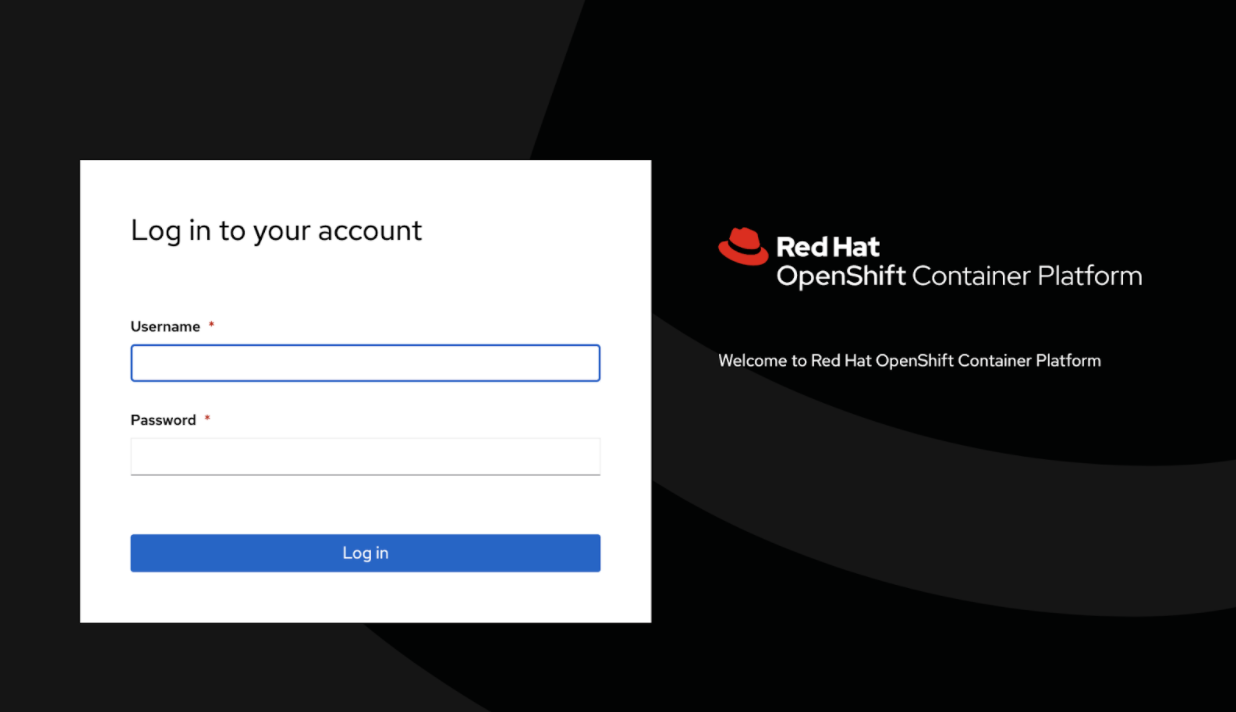 Log in to your account
Username *
Password *
Log in
Red Hat
OpenShift Container Platform
Welcome to Red Hat OpenShift Container Platform